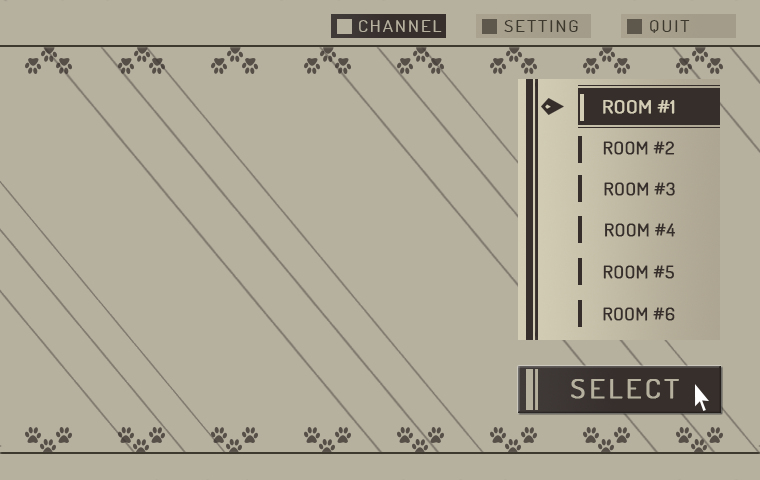 CHANNEL
SETTING
QUIT
ROOM #1
ROOM #2
ROOM #3
ROOM #4
ROOM #5
ROOM #6
SELECT